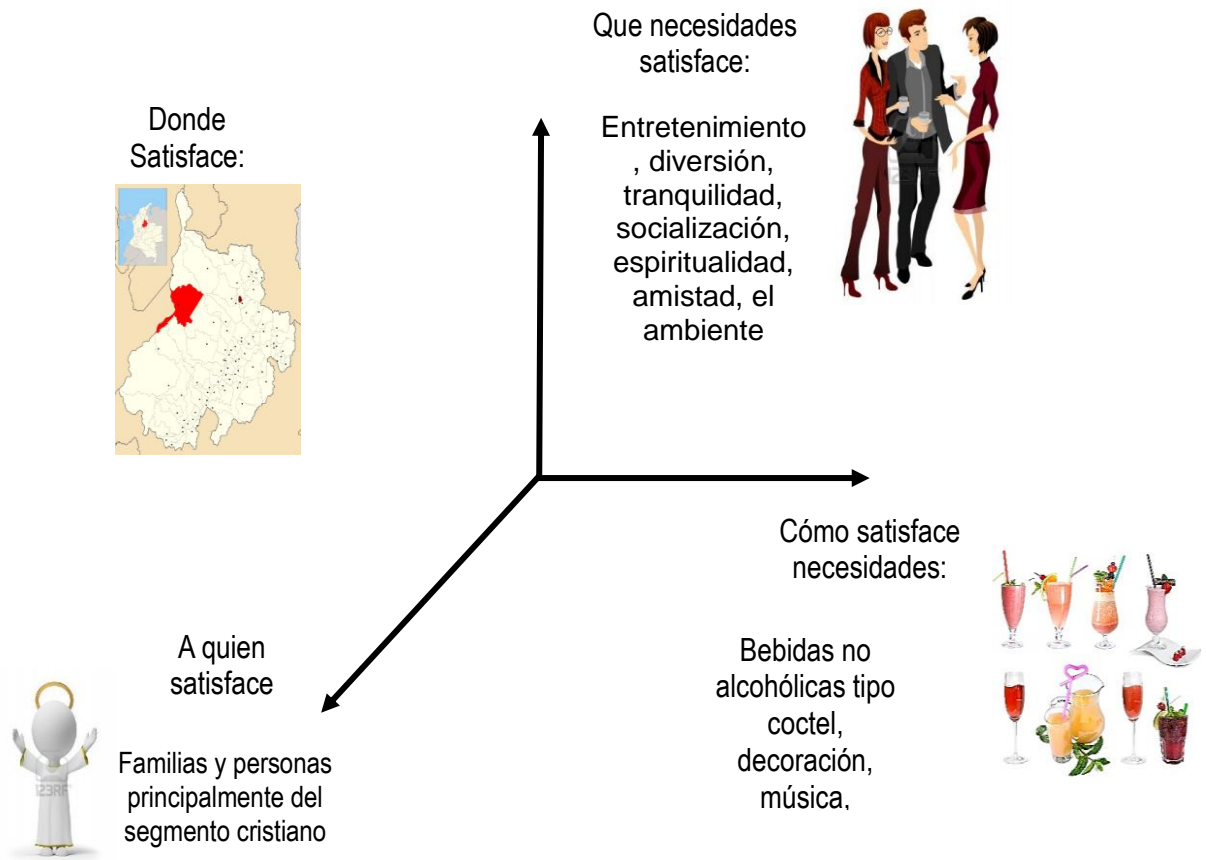 Que necesidades
satisface:
Entretenimiento
, diversión,
tranquilidad,
socialización,
espiritualidad,
amistad, el
ambiente
Donde
Satisface:
Cómo satisface
necesidades:
Bebidas no
alcohólicas tipo
coctel,
decoración,
música,
A quien
satisface
Familias y personas
principalmente del
segmento cristiano
123RF